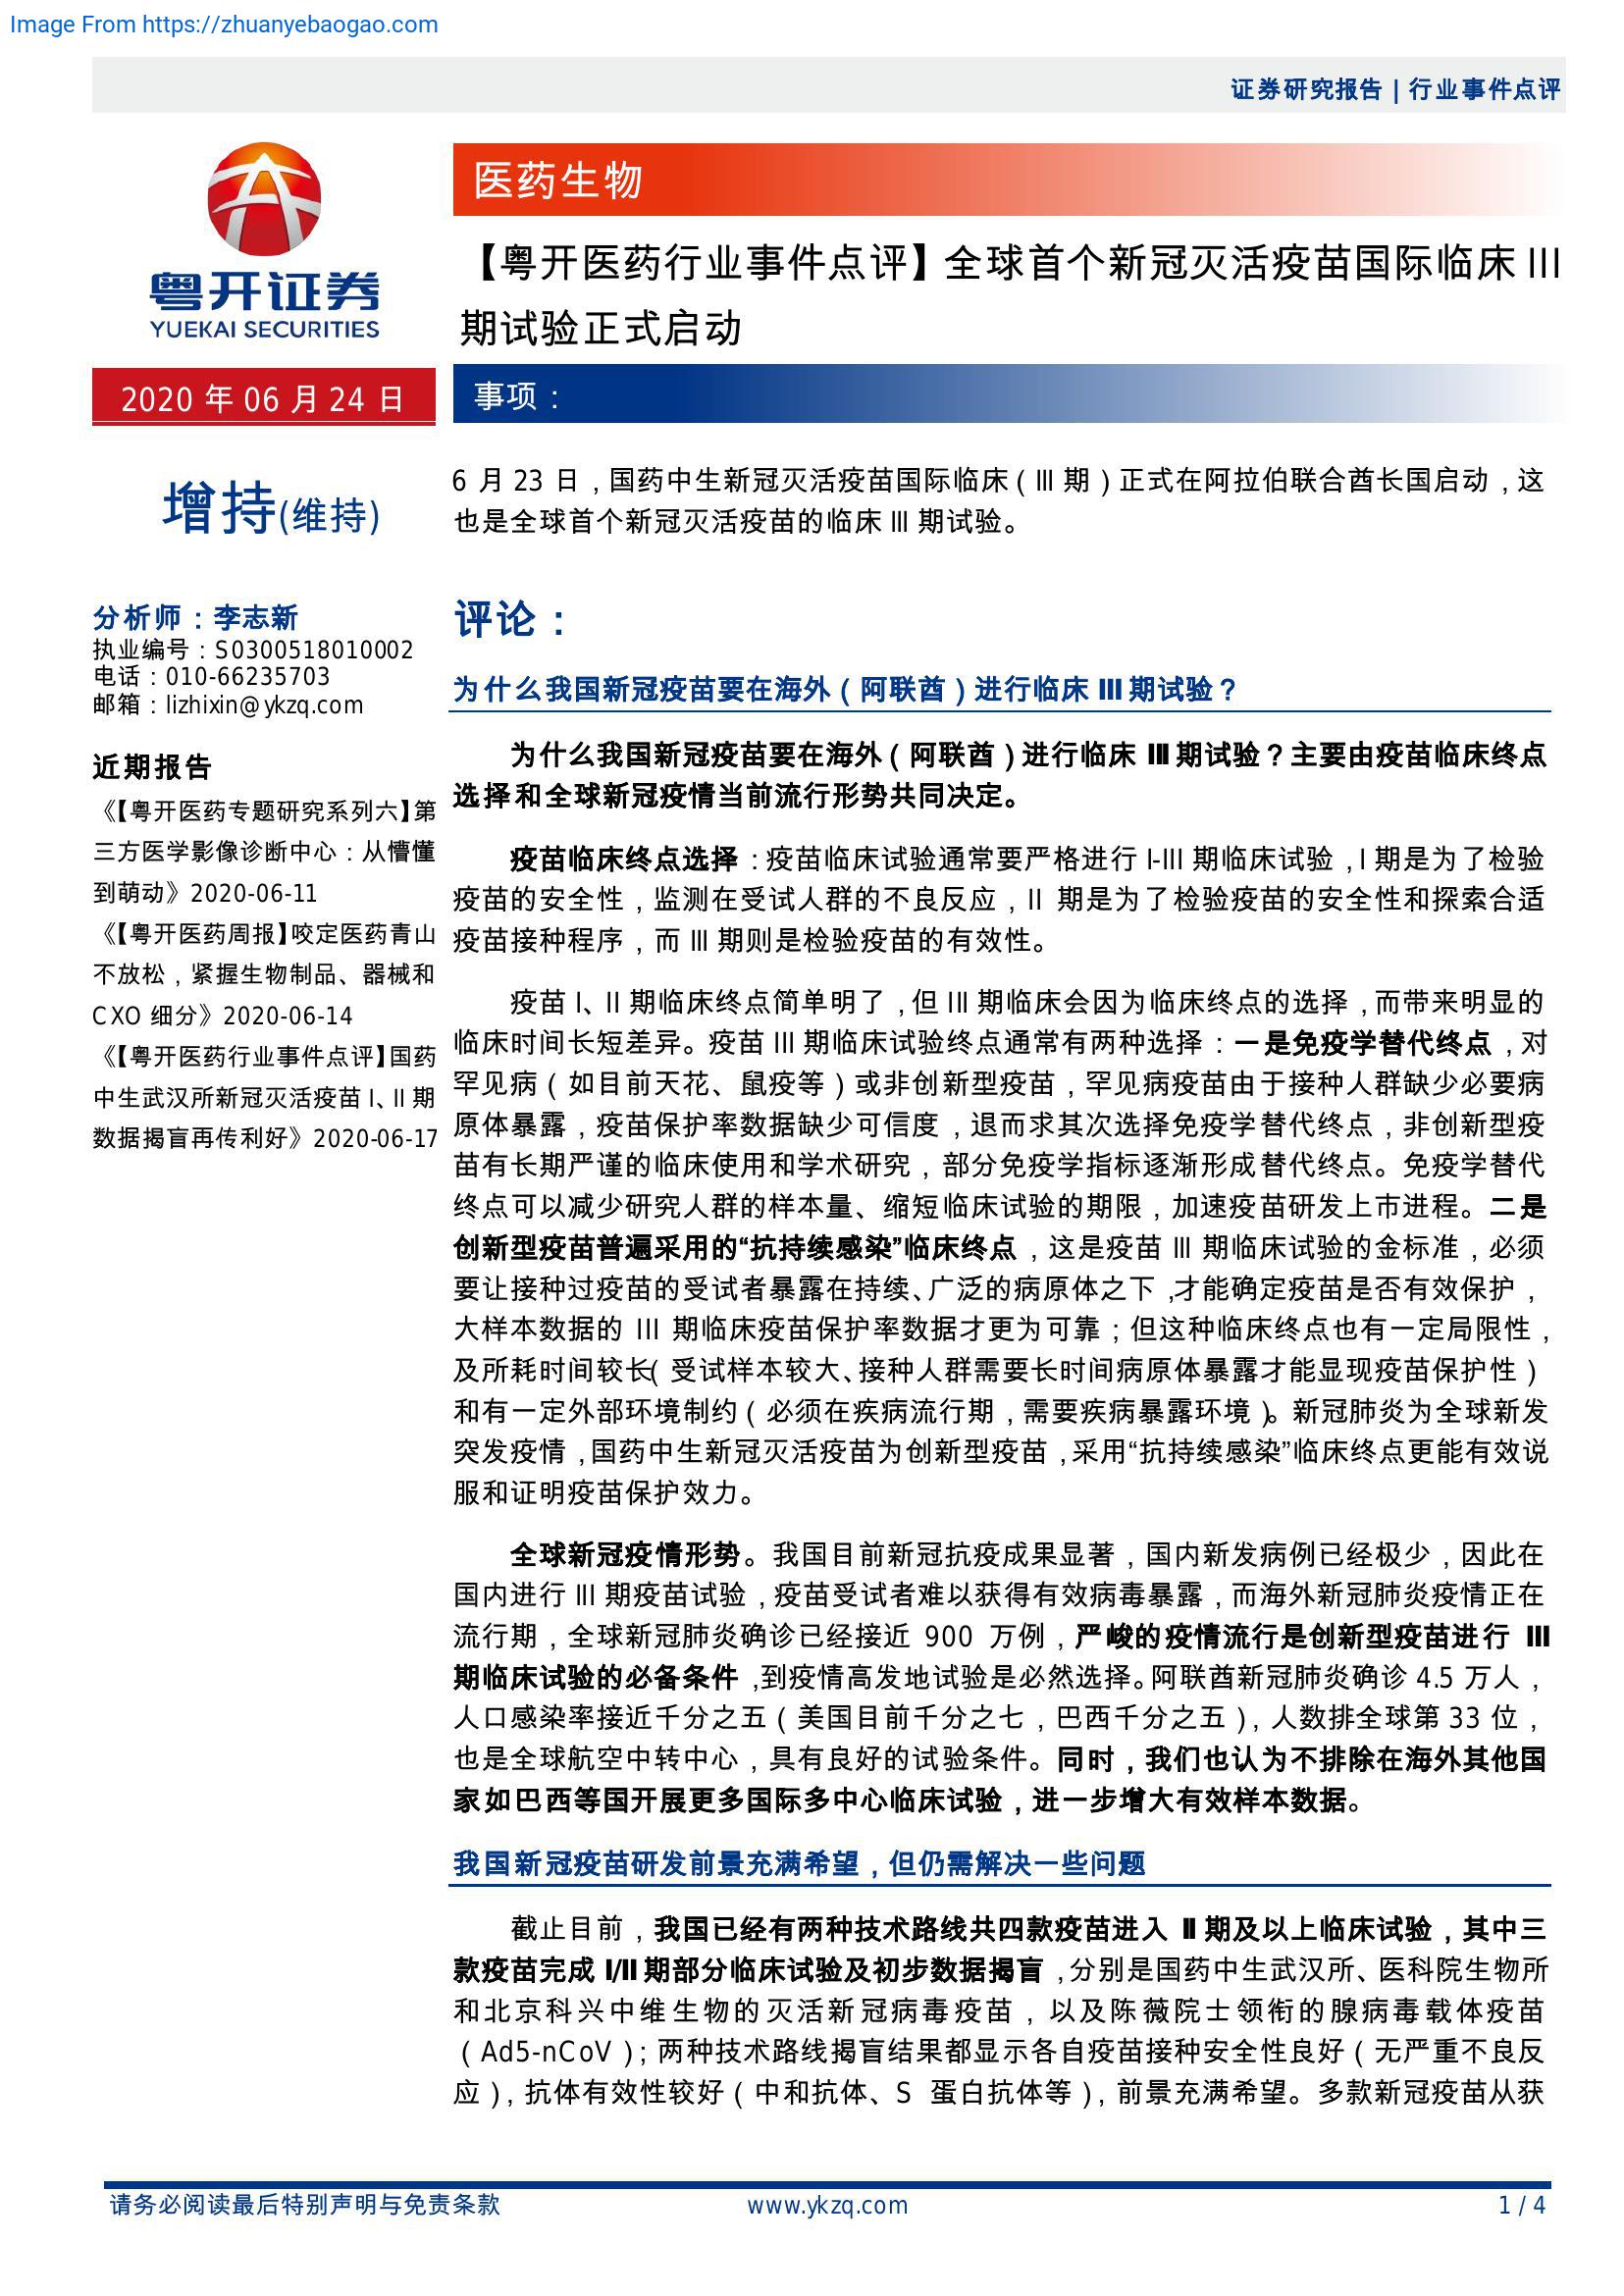 Image From https://zhuanyebaogao.com
证券研究报告 | 行业事件点评
粤开证券
YUEKAI SECURITIES
医药生物
【粤开医药行业事件点评】全球首个新冠灭活疫苗国际临床 III
期试验正式启动
2020 年 06 月 24 日
事项：
增持(维持)
6 月 23 日，国药中生新冠灭活疫苗国际临床（III 期）正式在阿拉伯联合酋长国启动，这
也是全球首个新冠灭活疫苗的临床 III 期试验。
分析师：李志新
执业编号：S0300518010002
电话：010-66235703
邮箱：lizhixin@ykzq.com
近期报告
《【粤开医药专题研究系列六】第
三方医学影像诊断中心：从懵懂
到萌动》2020-06-11
《【粤开医药周报】咬定医药青山
不放松，紧握生物制品、器械和
CXO 细分》2020-06-14
《【粤开医药行业事件点评】国药
中生武汉所新冠灭活疫苗 I、II 期
数据揭盲再传利好》2020-06-17
评论：
为什么我国新冠疫苗要在海外（阿联酋）进行临床 III 期试验？
为什么我国新冠疫苗要在海外（阿联酋）进行临床 III 期试验？主要由疫苗临床终点
选择和全球新冠疫情当前流行形势共同决定。
疫苗临床终点选择：疫苗临床试验通常要严格进行 I-III 期临床试验，I 期是为了检验
疫苗的安全性，监测在受试人群的不良反应，II 期是为了检验疫苗的安全性和探索合适
疫苗接种程序，而 III 期则是检验疫苗的有效性。
疫苗 I、II 期临床终点简单明了，但 III 期临床会因为临床终点的选择，而带来明显的
临床时间长短差异。疫苗 III 期临床试验终点通常有两种选择：一是免疫学替代终点，对
罕见病（如目前天花、鼠疫等）或非创新型疫苗，罕见病疫苗由于接种人群缺少必要病
原体暴露，疫苗保护率数据缺少可信度，退而求其次选择免疫学替代终点，非创新型疫
苗有长期严谨的临床使用和学术研究，部分免疫学指标逐渐形成替代终点。免疫学替代
终点可以减少研究人群的样本量、缩短临床试验的期限，加速疫苗研发上市进程。二是
创新型疫苗普遍采用的“抗持续感染”临床终点，这是疫苗 III 期临床试验的金标准，必须
要让接种过疫苗的受试者暴露在持续、广泛的病原体之下，才能确定疫苗是否有效保护，
大样本数据的 III 期临床疫苗保护率数据才更为可靠；但这种临床终点也有一定局限性，
及所耗时间较长（受试样本较大、接种人群需要长时间病原体暴露才能显现疫苗保护性）
和有一定外部环境制约（必须在疾病流行期，需要疾病暴露环境）。新冠肺炎为全球新发
突发疫情，国药中生新冠灭活疫苗为创新型疫苗，采用“抗持续感染”临床终点更能有效说
服和证明疫苗保护效力。
全球新冠疫情形势。我国目前新冠抗疫成果显著，国内新发病例已经极少，因此在
国内进行 III 期疫苗试验，疫苗受试者难以获得有效病毒暴露，而海外新冠肺炎疫情正在
流行期，全球新冠肺炎确诊已经接近 900 万例，严峻的疫情流行是创新型疫苗进行 III
期临床试验的必备条件，到疫情高发地试验是必然选择。阿联酋新冠肺炎确诊 4.5 万人，
人口感染率接近千分之五（美国目前千分之七，巴西千分之五），人数排全球第 33 位，
也是全球航空中转中心，具有良好的试验条件。同时，我们也认为不排除在海外其他国
家如巴西等国开展更多国际多中心临床试验，进一步增大有效样本数据。
我国新冠疫苗研发前景充满希望，但仍需解决一些问题
截止目前，我国已经有两种技术路线共四款疫苗进入 II 期及以上临床试验，其中三
款疫苗完成 I/II 期部分临床试验及初步数据揭盲，分别是国药中生武汉所、医科院生物所
和北京科兴中维生物的灭活新冠病毒疫苗，以及陈薇院士领衔的腺病毒载体疫苗
（Ad5-nCoV）；两种技术路线揭盲结果都显示各自疫苗接种安全性良好（无严重不良反
应），抗体有效性较好（中和抗体、S 蛋白抗体等），前景充满希望。多款新冠疫苗从获
请务必阅读最后特别声明与免责条款
www.ykzq.com
1 / 4